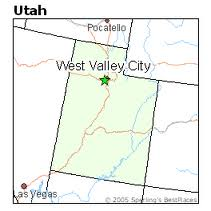 Utah
Pocatello
West Valley City
Las Vegas
© 2005 Sperling's BestPlaces